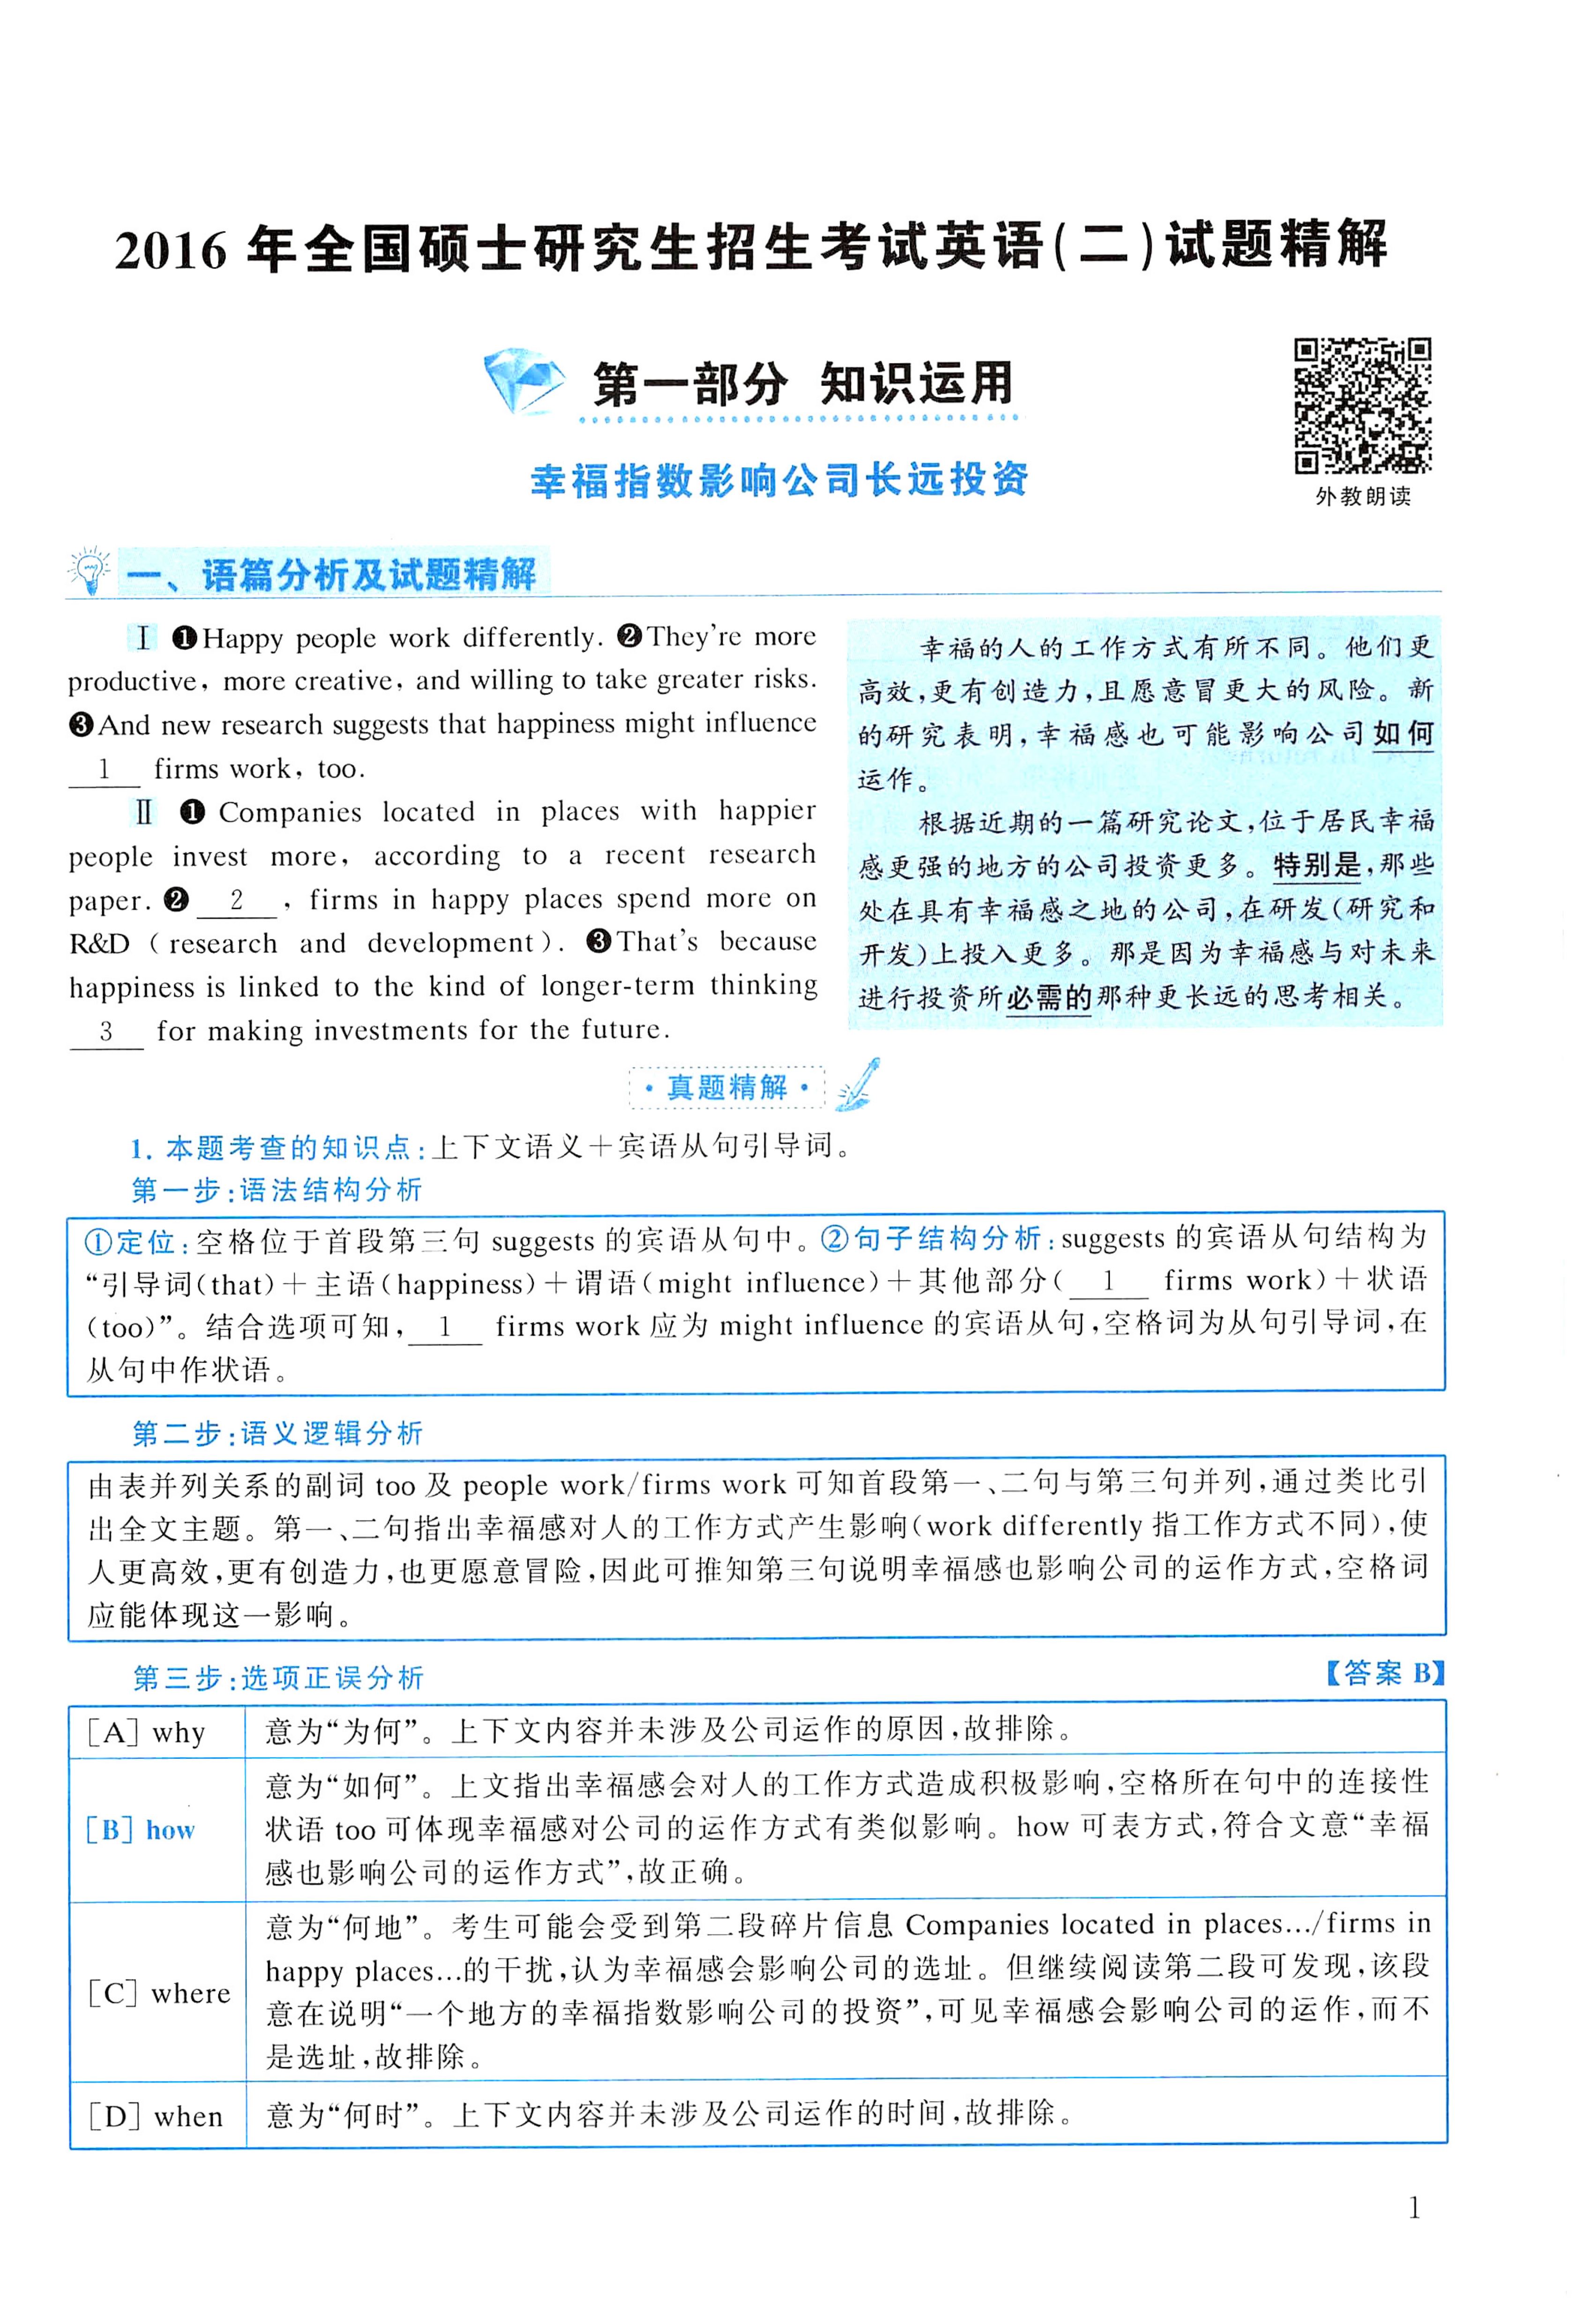 2016 年全国硕士研究生招生考试英语(二)试题精解
第一部分 知识运用
幸福指数影响公司长远投资
外教朗读
一、语篇分析及试题精解
Ⅰ ❶Happy people work differently. ❷They're more
productive, more creative, and willing to take greater risks.
❸And new research suggests that happiness might influence
1 firms work, too.
Ⅱ ❶ Companies located in places with happier
people invest more, according to a recent research
paper. ❷ 2 , firms in happy places spend more on
R&D (research and development). ❸That's because
happiness is linked to the kind of longer-term thinking
3 for making investments for the future.
幸福的人的工作方式有所不同。他们更
高效,更有创造力,且愿意冒更大的风险。新
的研究表明,幸福感也可能影响公司如何
运作。
根据近期的一篇研究论文,位于居民幸福
感更强的地方的公司投资更多。特别是,那些
处在具有幸福感之地的公司,在研发(研究和
开发)上投入更多。那是因为幸福感与对未来
进行投资所必需的那种更长远的思考相关。
·真题精解·
1. 本题考查的知识点:上下文语义+宾语从句引导词。
第一步:语法结构分析
①定位:空格位于首段第三句 suggests 的宾语从句中。②句子结构分析:suggests 的宾语从句结构为
“引导词(that)+主语(happiness)+谓语(might influence)+其他部分( 1 firms work)+状语
(too)”。结合选项可知, 1 firms work 应为 might influence 的宾语从句,空格词为从句引导词,在
从句中作状语。
第二步:语义逻辑分析
由表并列关系的副词 too 及 people work/firms work 可知首段第一、二句与第三句并列,通过类比引
出全文主题。第一、二句指出幸福感对人的工作方式产生影响(work differently 指工作方式不同),使
人更高效,更有创造力,也更愿意冒险,因此可推知第三句说明幸福感也影响公司的运作方式,空格词
应能体现这一影响。
第三步:选项正误分析 【答案 B】
[A] why 意为“为何”。上下文内容并未涉及公司运作的原因,故排除。
[B] how 意为“如何”。上文指出幸福感会对人的工作方式造成积极影响,空格所在句中的连接性
状语 too 可体现幸福感对公司的运作方式有类似影响。how 可表方式,符合文意“幸福
感也影响公司的运作方式”,故正确。
[C] where 意为“何地”。考生可能会受到第二段碎片信息 Companies located in places…/firms in
happy places…的干扰,认为幸福感会影响公司的选址。但继续阅读第二段可发现,该段
意在说明“一个地方的幸福指数影响公司的投资”,可见幸福感会影响公司的运作,而不
是选址,故排除。
[D] when 意为“何时”。上下文内容并未涉及公司运作的时间,故排除。
1